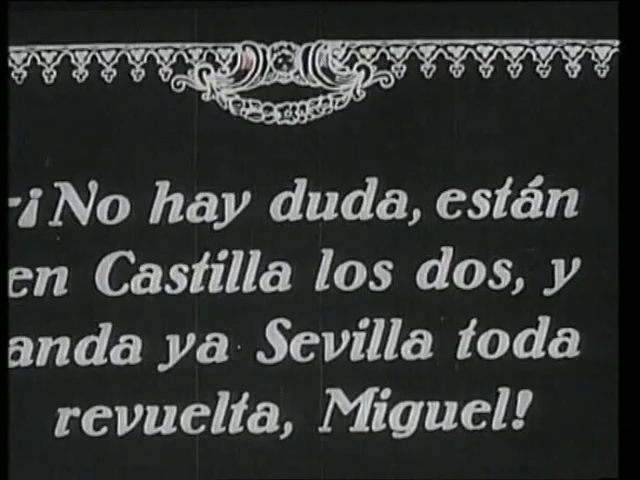 -¡No hay duda, están
en Castilla los dos, y
anda ya Sevilla toda
revuelta, Miguel!